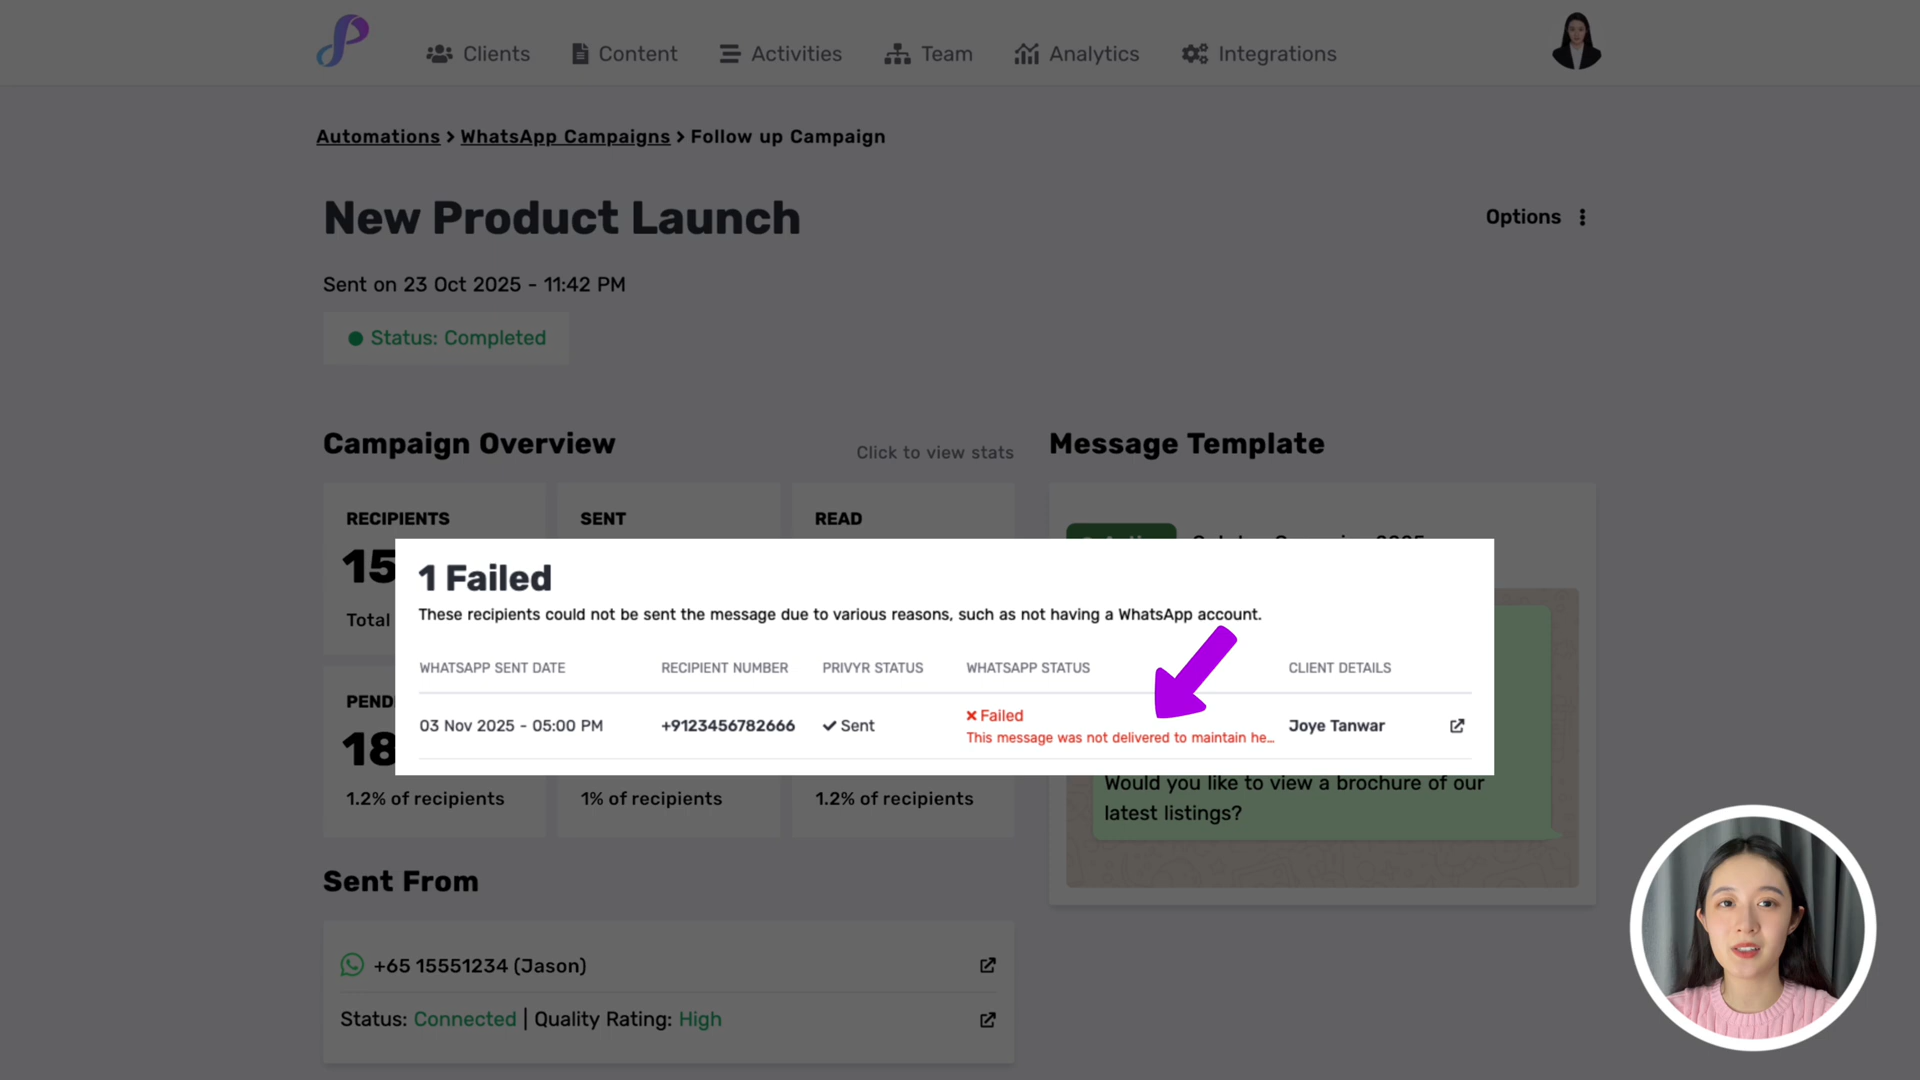 Clients
Content
Activities
Team
Analytics
Integrations
Automations > WhatsApp Campaigns > Follow up Campaign
New Product Launch
Options
Sent on 23 Oct 2025 - 11:42 PM
Status: Completed
Campaign Overview
Click to view stats
Message Template
RECIPIENTS
SENT
READ
15
Total
1 Failed
These recipients could not be sent the message due to various reasons, such as not having a WhatsApp account.
WHATSAPP SENT DATE
RECIPIENT NUMBER
PRIVYR STATUS
WHATSAPP STATUS
CLIENT DETAILS
03 Nov 2025 - 05:00 PM
+9123456782666
Sent
Failed
This message was not delivered to maintain he...
Joye Tanwar
PEND
18
1.2% of recipients
1% of recipients
1.2% of recipients
Would you like to view a brochure of our
latest listings?
Sent From
+65 15551234 (Jason)
Status: Connected | Quality Rating: High